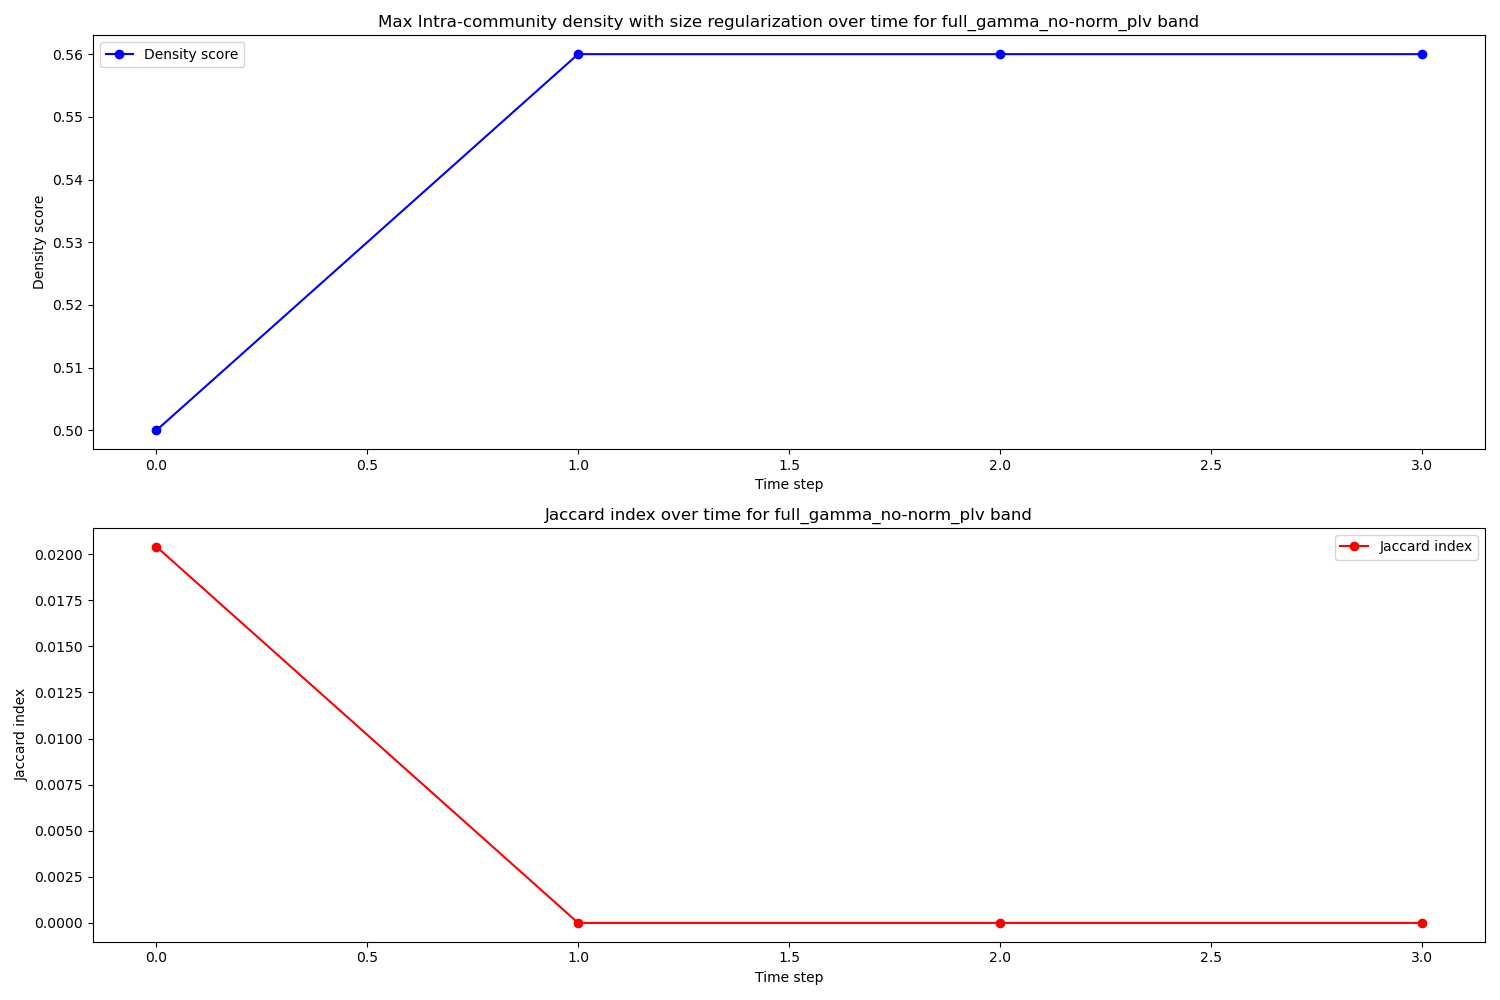 Max Intra-community density with size regularization over time for full_gamma_no-norm_plv band
Density score
0.56
0.55
0.54
0.53
0.52
0.51
0.50
Density score
0.0 0.5 1.0 1.5 2.0 2.5 3.0
Time step
Jaccard index over time for full_gamma_no-norm_plv band
Jaccard index
0.0200
0.0175
0.0150
0.0125
0.0100
0.0075
0.0050
0.0025
0.0000
Jaccard index
0.0 0.5 1.0 1.5 2.0 2.5 3.0
Time step